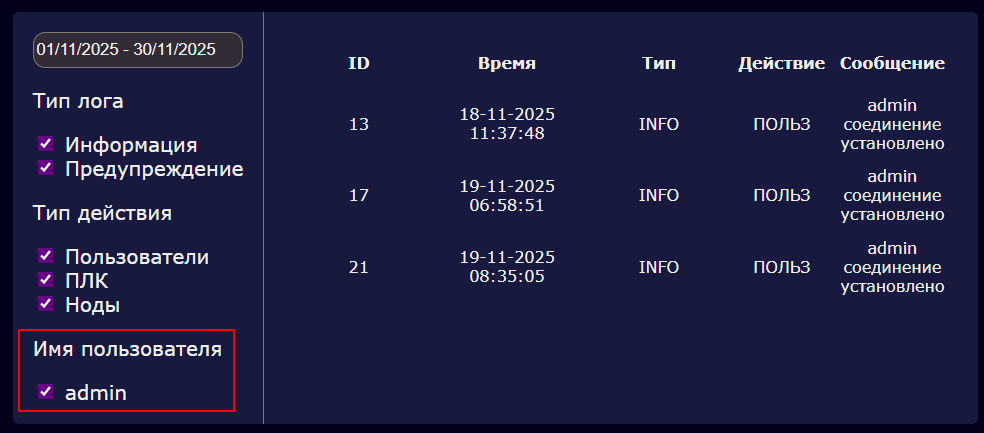 01/11/2025 - 30/11/2025
Тип лога
Информация
Предупреждение
Тип действия
Пользователи
ПЛК
Ноды
Имя пользователя
admin
ID Время Тип Действие Сообщение
13 18-11-2025 11:37:48 INFO ПОЛЬЗ admin соединение установлено
17 19-11-2025 06:58:51 INFO ПОЛЬЗ admin соединение установлено
21 19-11-2025 08:35:05 INFO ПОЛЬЗ admin соединение установлено